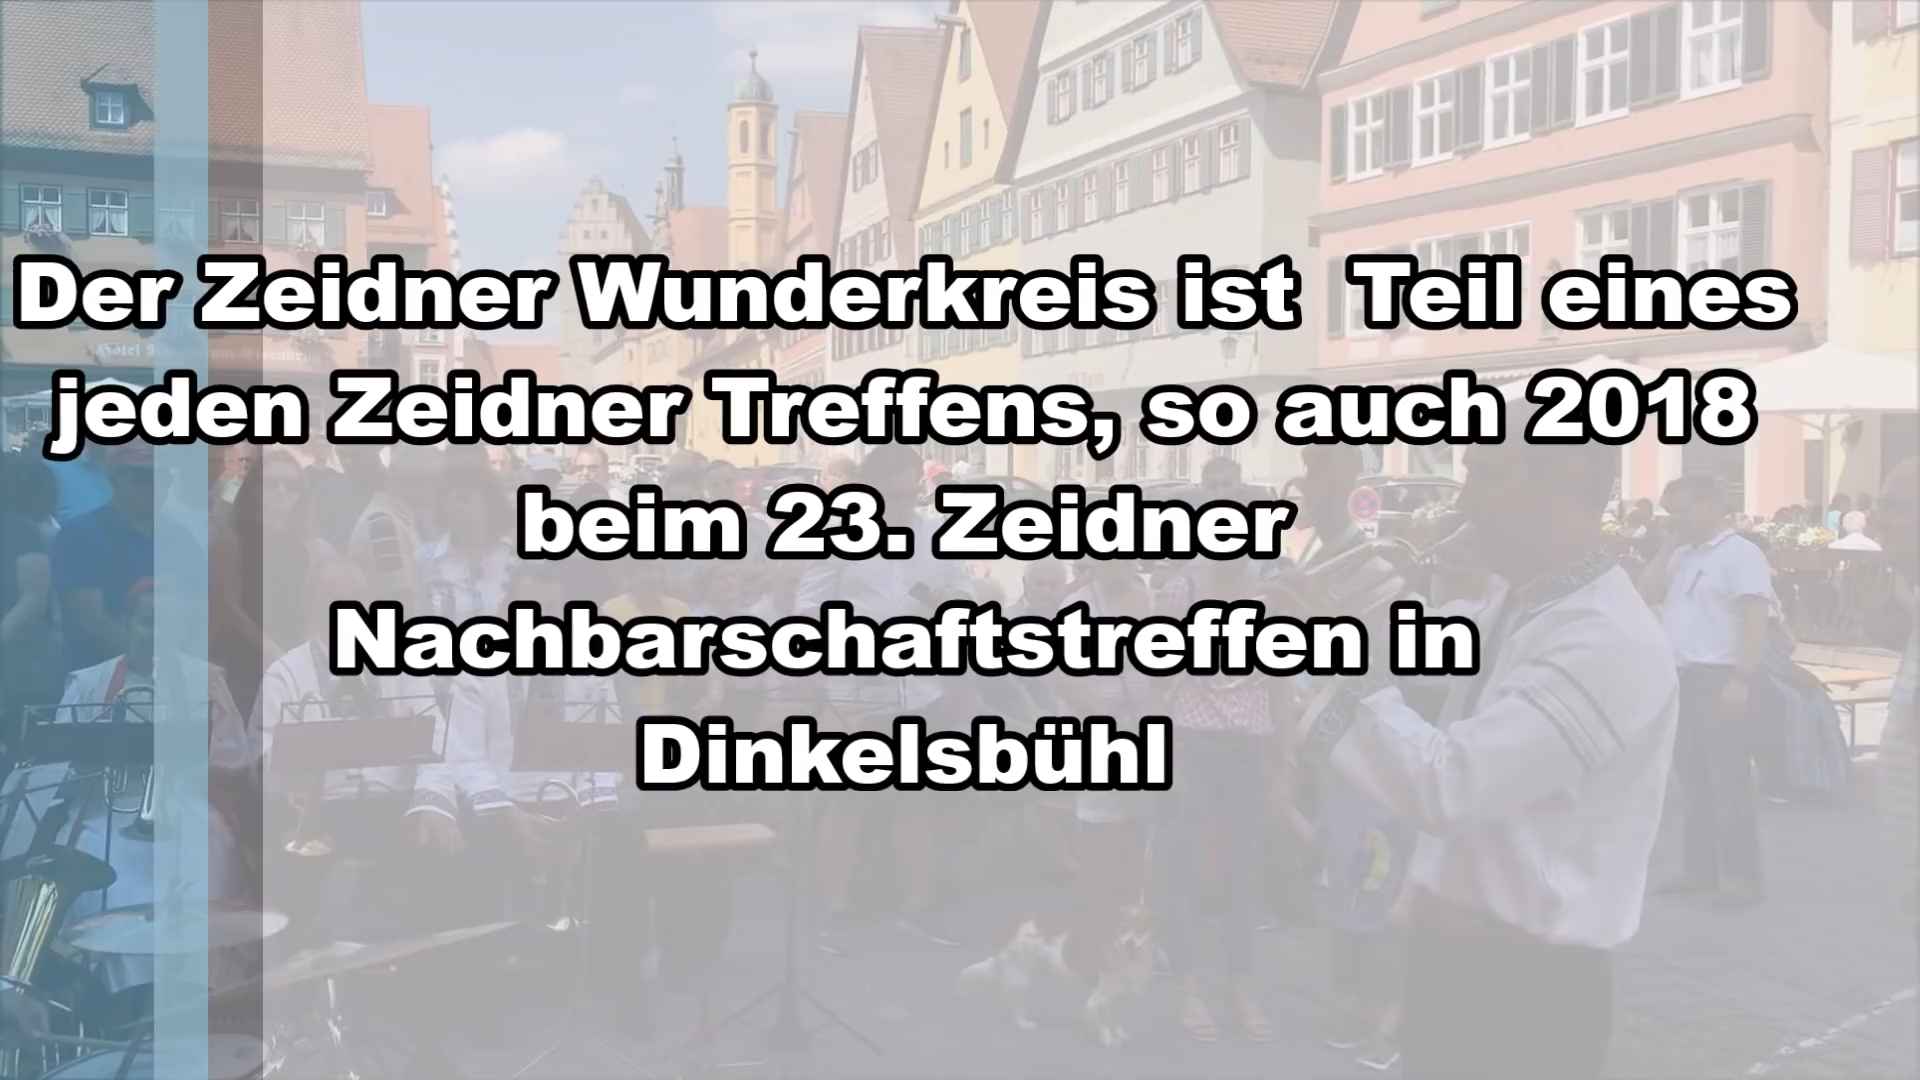 Der Zeidner Wunderkreis ist  Teil eines
jeden Zeidner Treffens, so auch 2018
beim 23. Zeidner
Nachbarschaftstreffen in
Dinkelsbühl